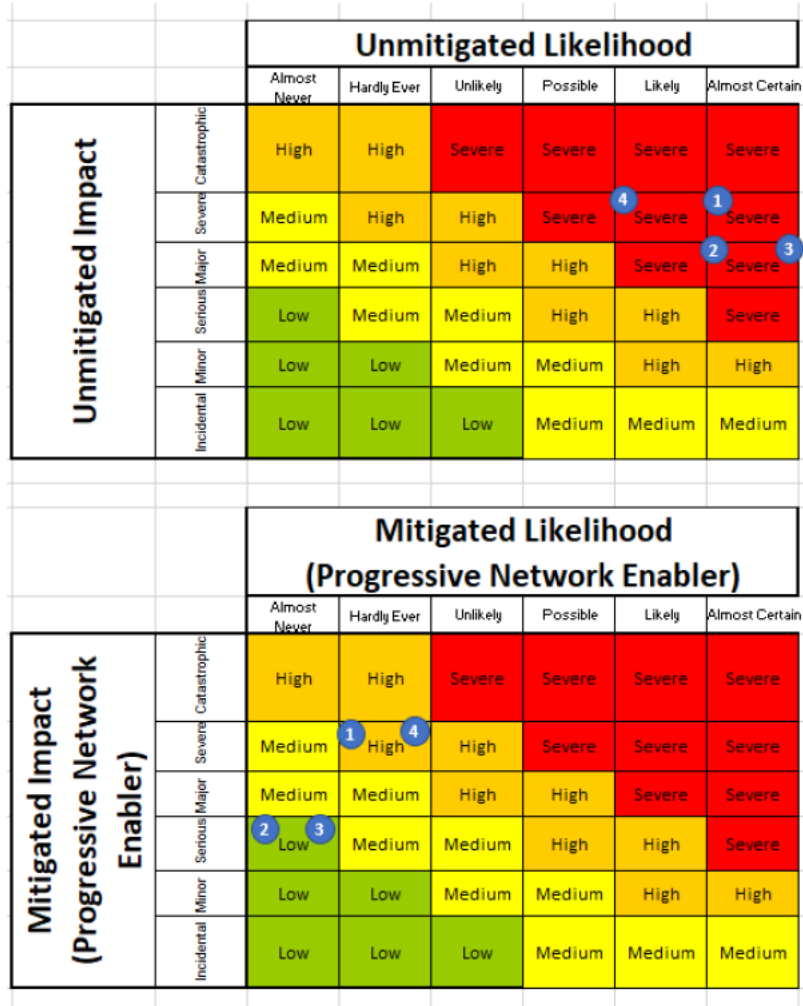 Unmitigated Likelihood
Almost Never Hardly Ever Unlikely Possible Likely Almost Certain
Unmitigated Impact
Catastrophic High High Severe Severe Severe Severe
4 1
Severe Medium High High Severe Severe Severe
2 3
Major Medium Medium High High Severe Severe
Serious Low Medium Medium High High Severe
Minor Low Low Medium Medium High High
Incidental Low Low Low Medium Medium Medium
Mitigated Likelihood
(Progressive Network Enabler)
Almost Never Hardly Ever Unlikely Possible Likely Almost Certain
Mitigated Impact
(Progressive Network
Enabler)
Catastrophic High High Severe Severe Severe Severe
1 4
Severe Medium High High Severe Severe Severe
Major Medium Medium High High Severe Severe
2 3
Serious Low Medium Medium High High Severe
Minor Low Low Medium Medium High High
Incidental Low Low Low Medium Medium Medium